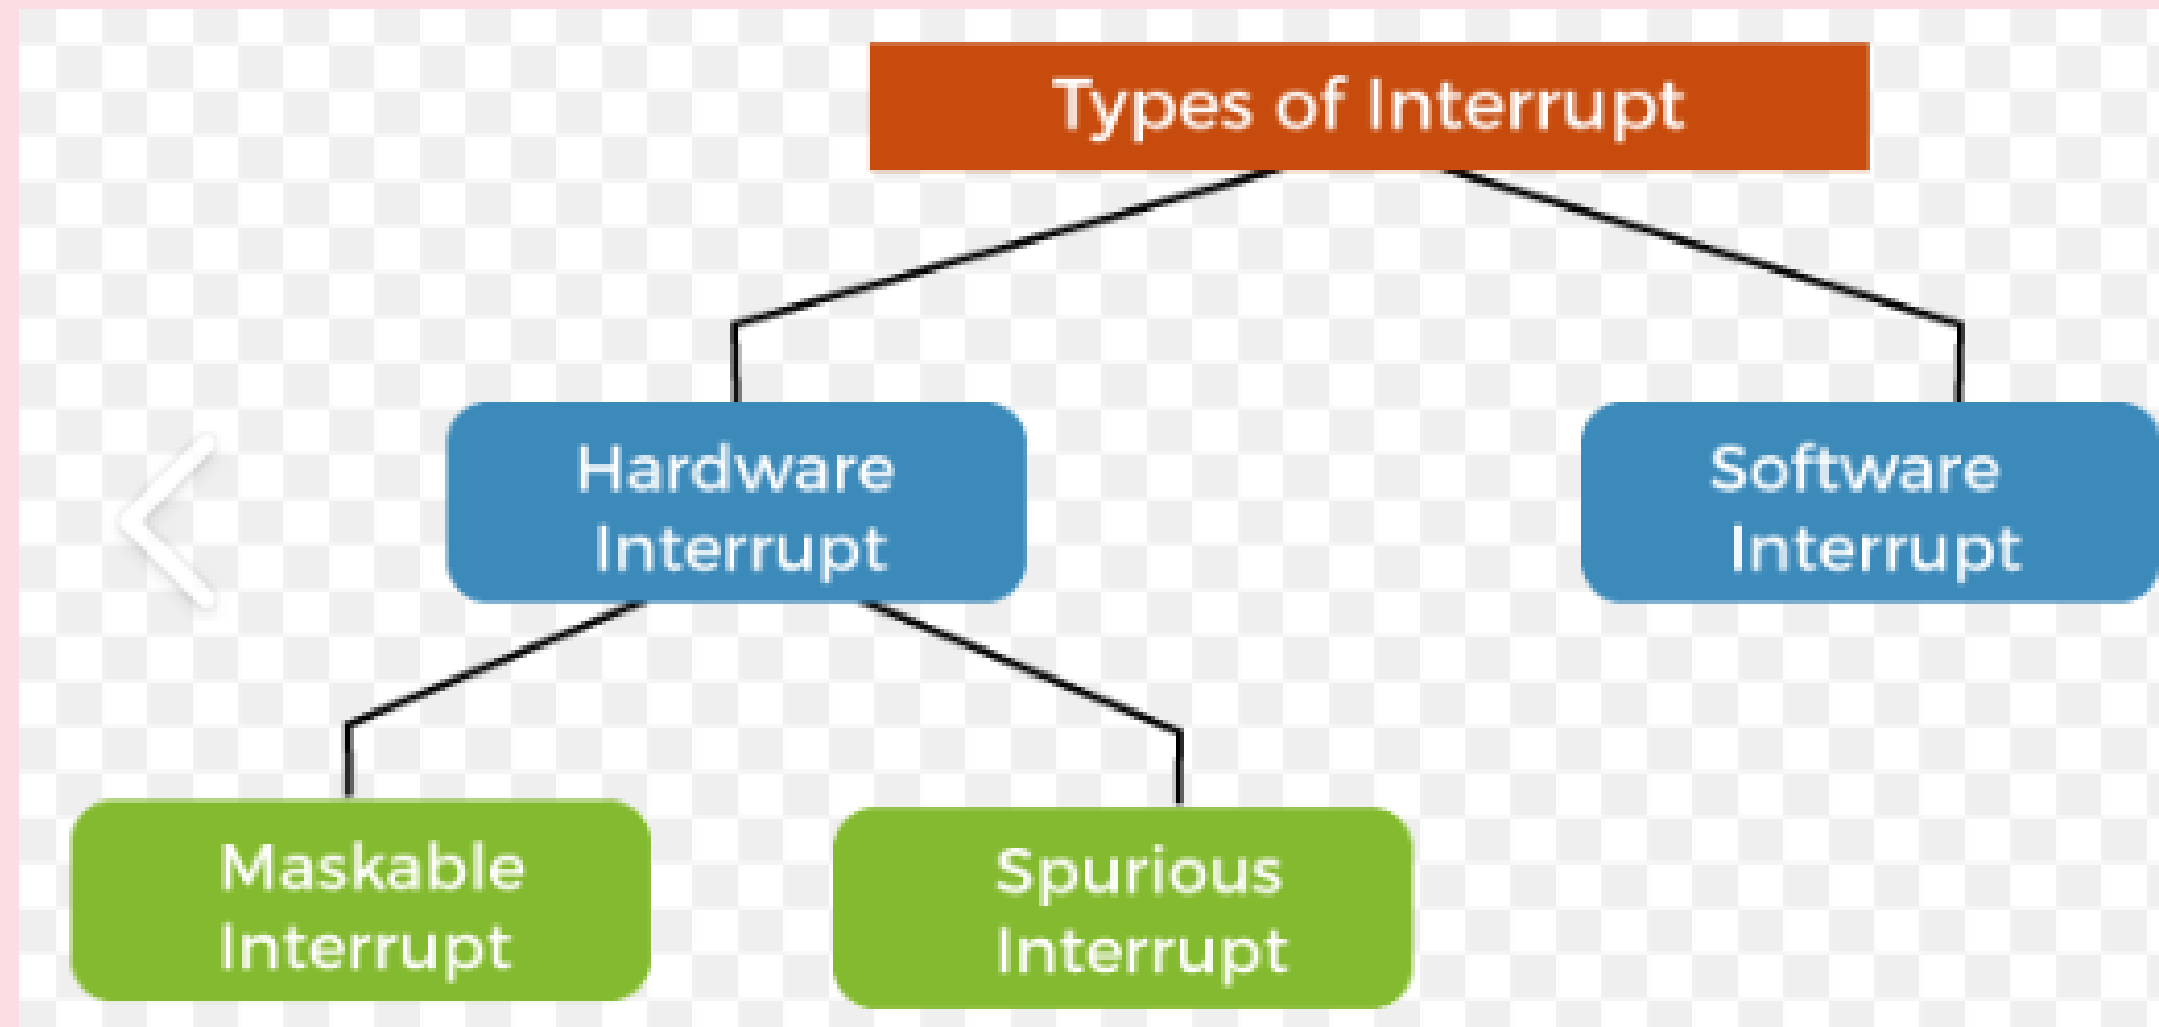 Types of Interrupt
Hardware
Interrupt
Software
Interrupt
Maskable
Interrupt
Spurious
Interrupt